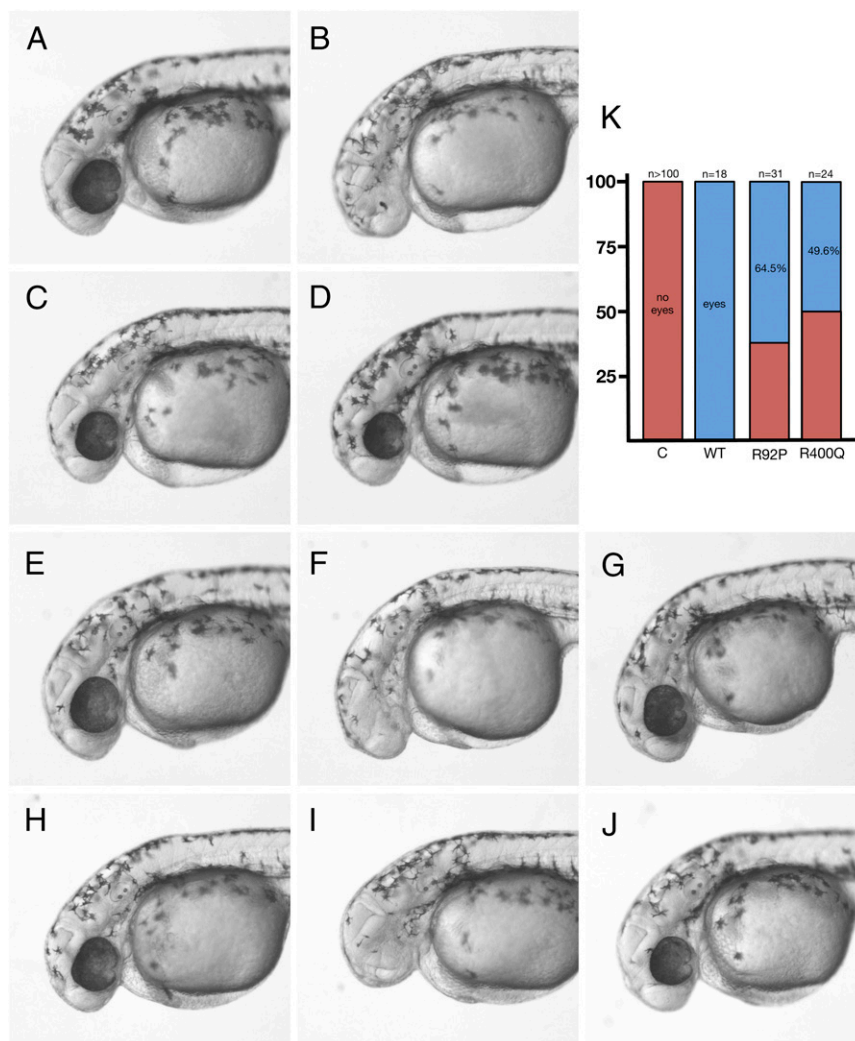 A
B
K
n>100 n=18 n=31 n=24
100
75
50
25
no
eyes
eyes
64.5%
49.6%
C WT R92P R400Q
C
D
E
F
G
H
I
J